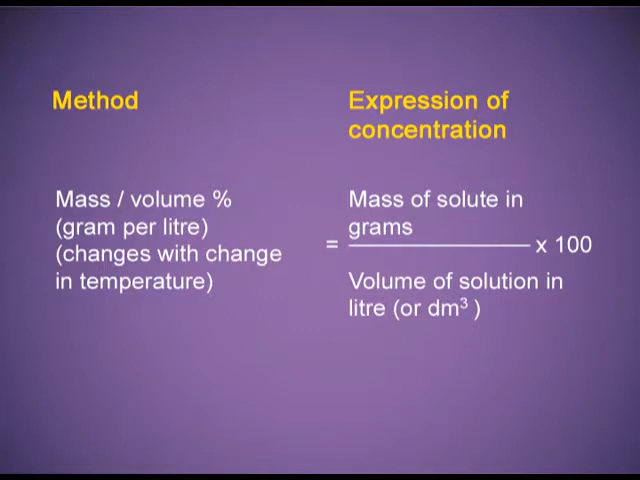 Method
Expression of
concentration
Mass / volume %
(gram per litre)
(changes with change
in temperature)
=
Mass of solute in
grams
x 100
Volume of solution in
litre (or dm³ )